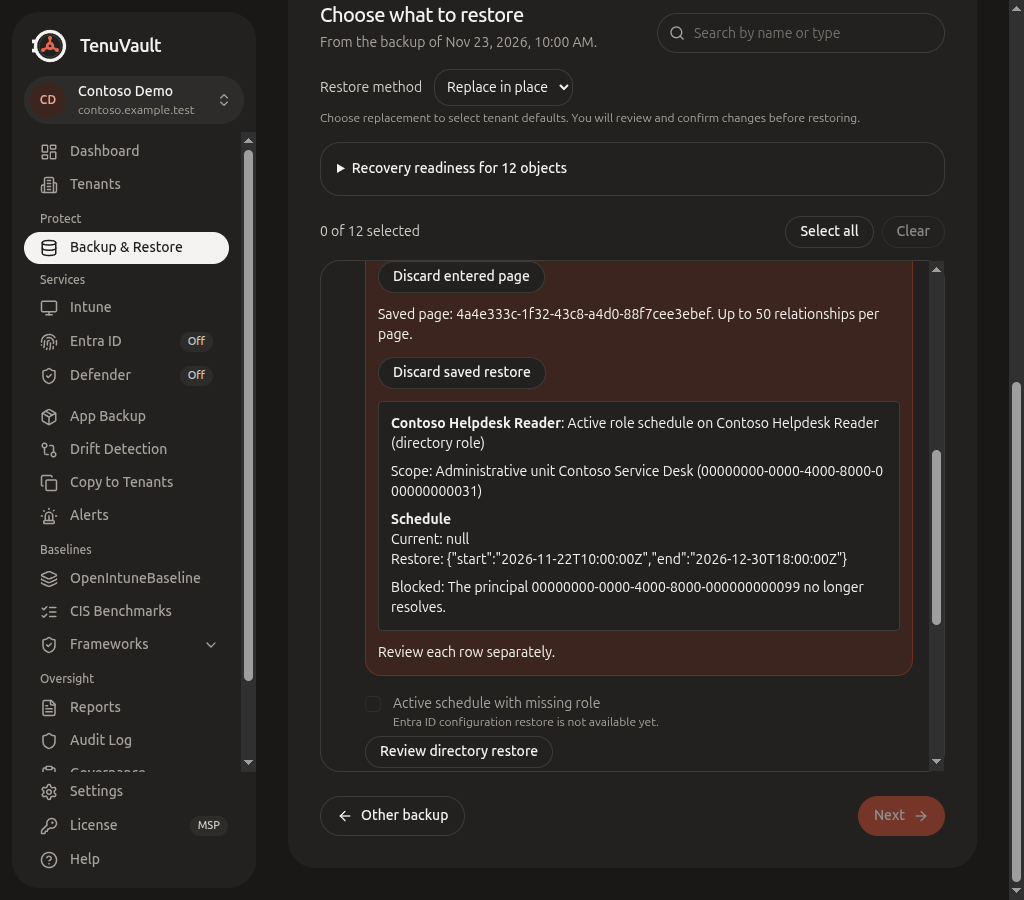 TenuVault
CD
Contoso Demo
contoso.example.test
Dashboard
Tenants
Protect
Backup & Restore
Services
Intune
Entra ID
Off
Defender
Off
App Backup
Drift Detection
Copy to Tenants
Alerts
Baselines
OpenIntuneBaseline
CIS Benchmarks
Frameworks
Oversight
Reports
Audit Log
Governance
Settings
License
MSP
Help
Choose what to restore
From the backup of Nov 23, 2026, 10:00 AM.
Search by name or type
Restore method
Replace in place
Choose replacement to select tenant defaults. You will review and confirm changes before restoring.
Recovery readiness for 12 objects
0 of 12 selected
Select all
Clear
Discard entered page
Saved page: 4a4e333c-1f32-43c8-a4d0-88f7cee3ebef. Up to 50 relationships per
page.
Discard saved restore
Contoso Helpdesk Reader: Active role schedule on Contoso Helpdesk Reader
(directory role)
Scope: Administrative unit Contoso Service Desk (00000000-0000-4000-8000-0
00000000031)
Schedule
Current: null
Restore: {"start":"2026-11-22T10:00:00Z","end":"2026-12-30T18:00:00Z"}
Blocked: The principal 00000000-0000-4000-8000-000000000099 no longer
resolves.
Review each row separately.
Active schedule with missing role
Entra ID configuration restore is not available yet.
Review directory restore
Other backup
Next